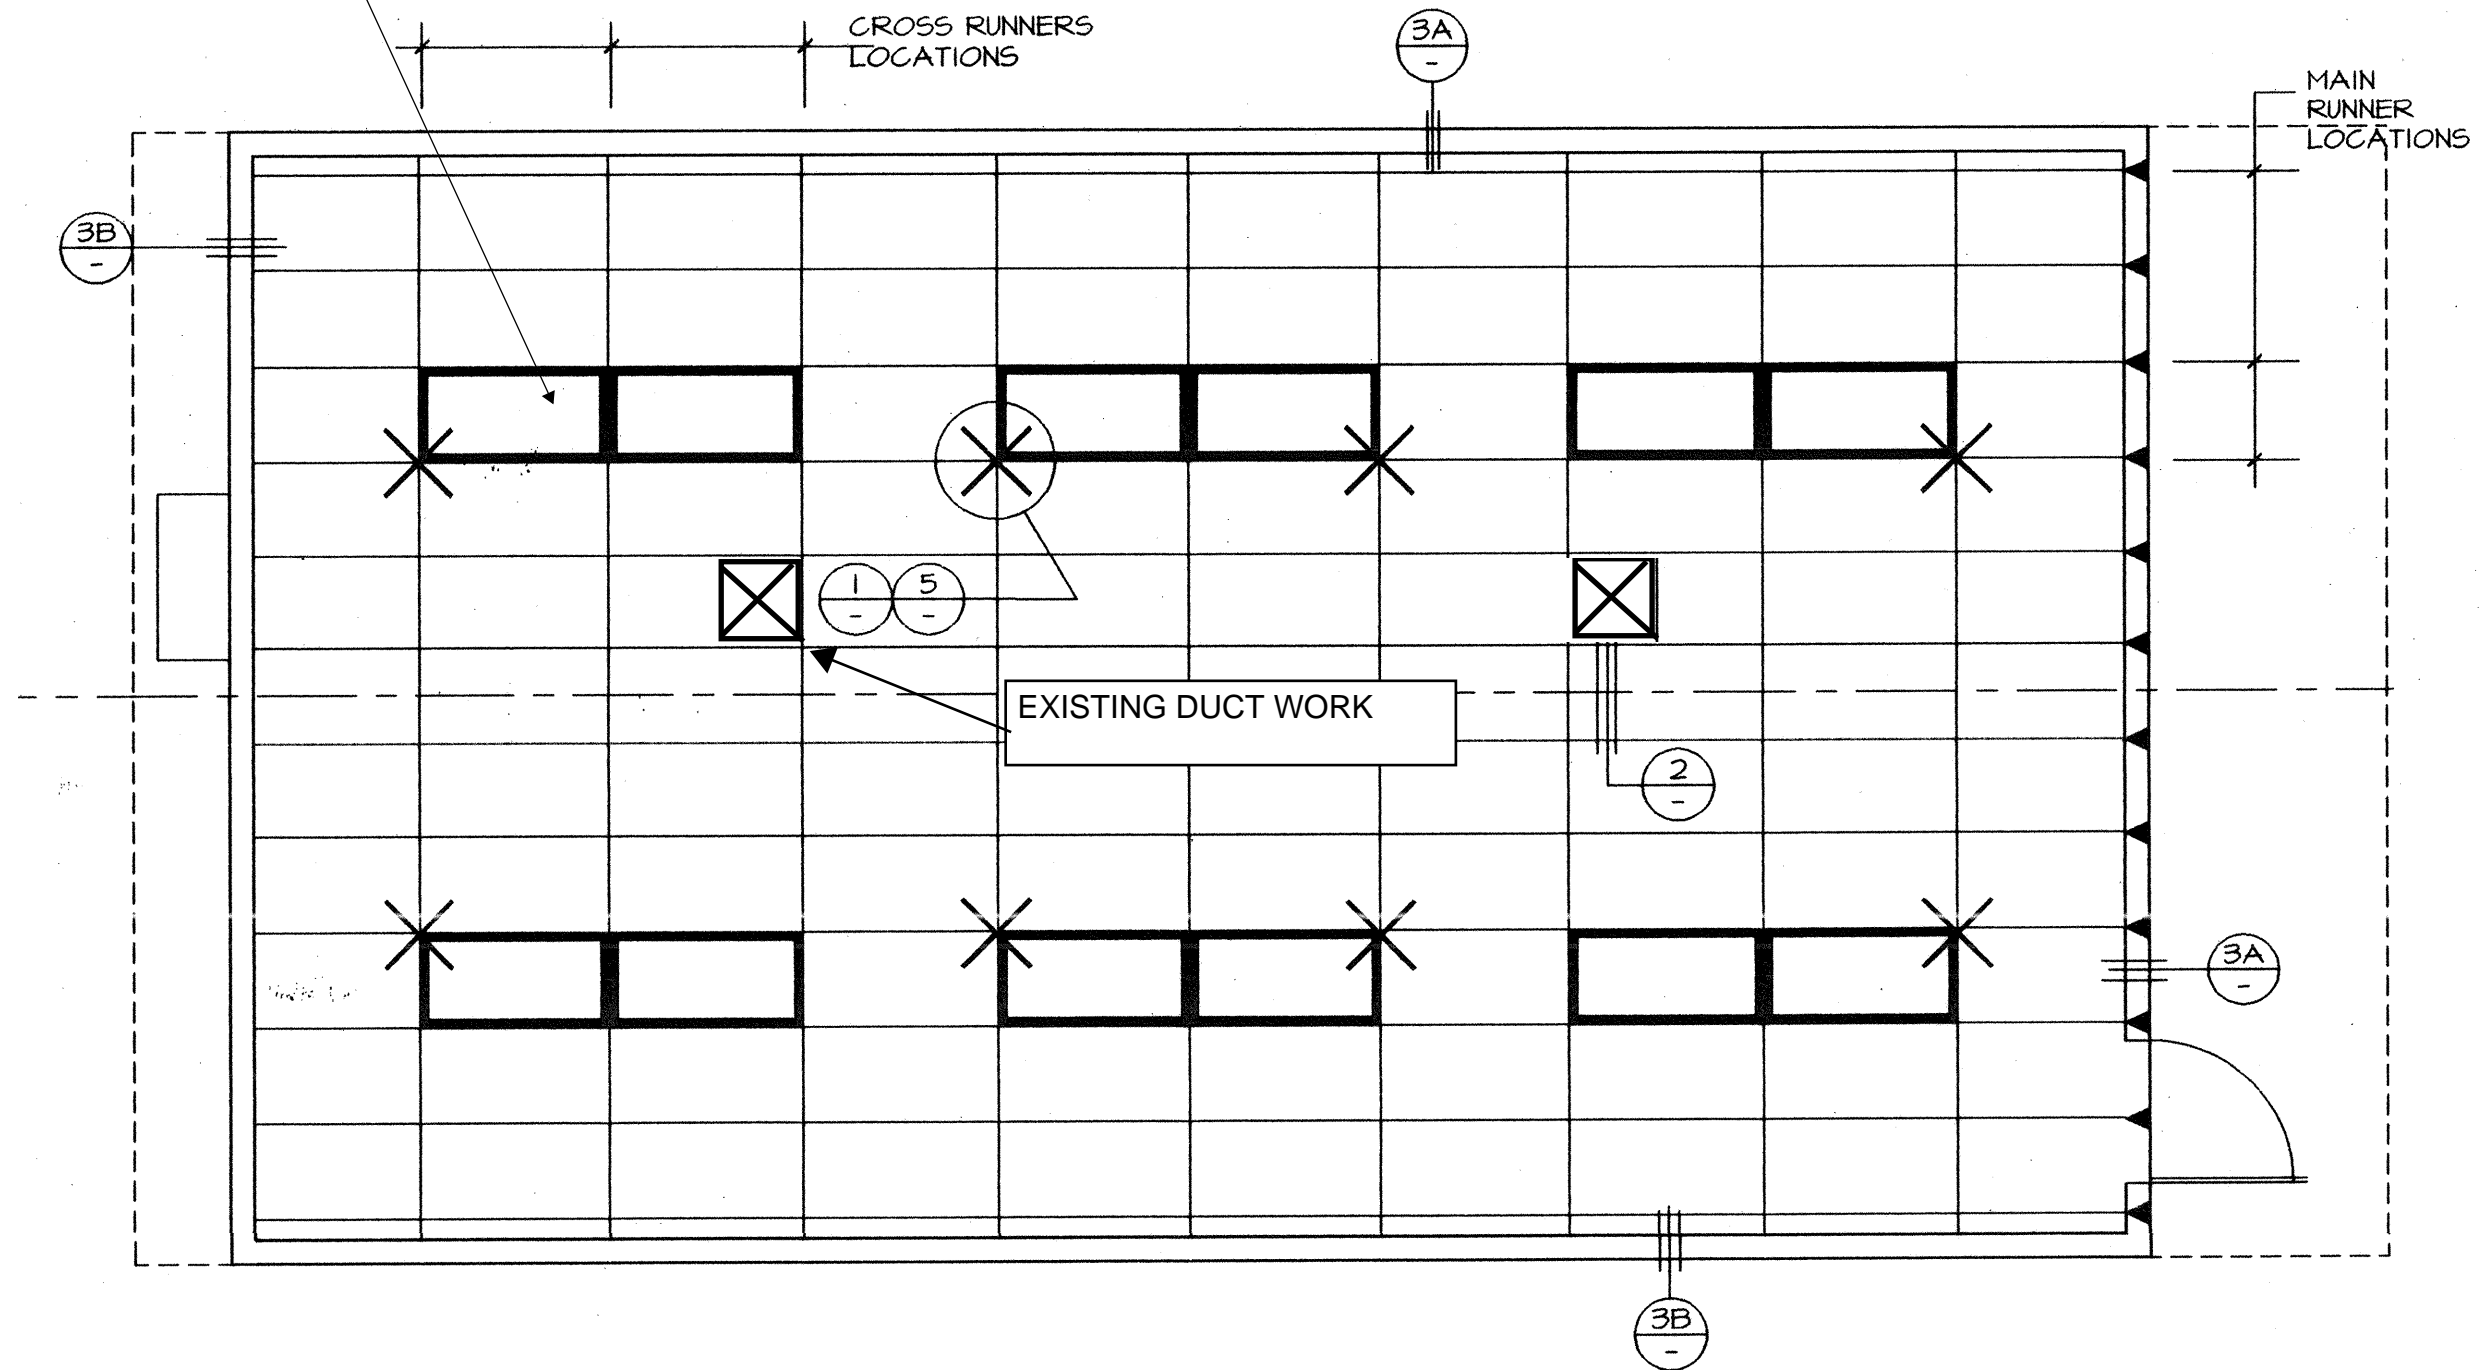 CROSS RUNNERS
LOCATIONS
3A
-
MAIN
RUNNER
LOCATIONS
3B
-
1
-
5
-
EXISTING DUCT WORK
2
-
3A
-
3B
-